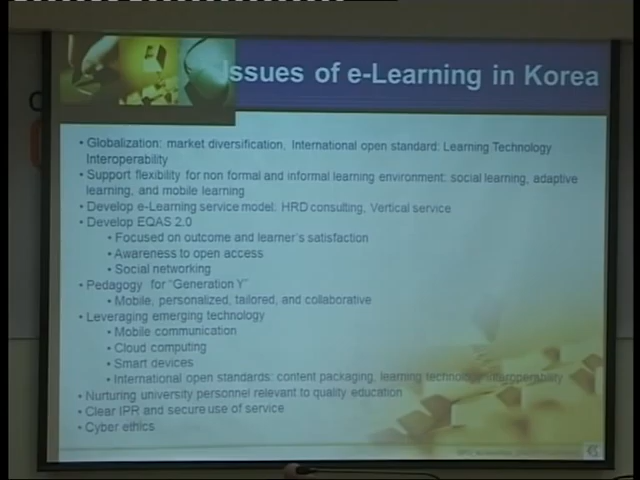 Issues of e-Learning in Korea
• Globalization: market diversification, International open standard: Learning Technology
Interoperability
• Support flexibility for non formal and informal learning environment: social learning, adaptive
learning, and mobile learning
• Develop e-Learning service model: HRD consulting, Vertical service
• Develop EQAS 2.0
• Focused on outcome and learner's satisfaction
• Awareness to open access
• Social networking
• Pedagogy for "Generation Y"
• Mobile, personalized, tailored, and collaborative
• Leveraging emerging technology
• Mobile communication
• Cloud computing
• Smart devices
• International open standards: content packaging, learning technology interoperability
• Nurturing university personnel relevant to quality education
• Clear IPR and secure use of service
• Cyber ethics